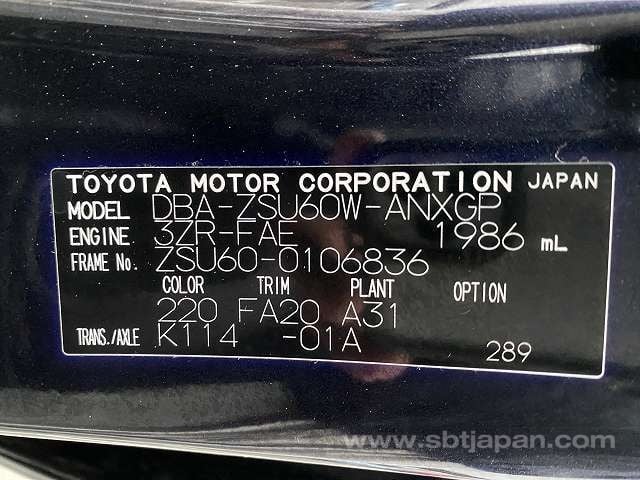 TOYOTA MOTOR CORPORATION JAPAN
MODEL DBA-ZSU60W-ANXGP
ENGINE 3ZR-FAE 1986 mL
FRAME No. ZSU60-0106836
COLOR TRIM PLANT OPTION
220 FA20 A31
TRANS./AXLE K114 -01A 289
www.sbtjapan.com